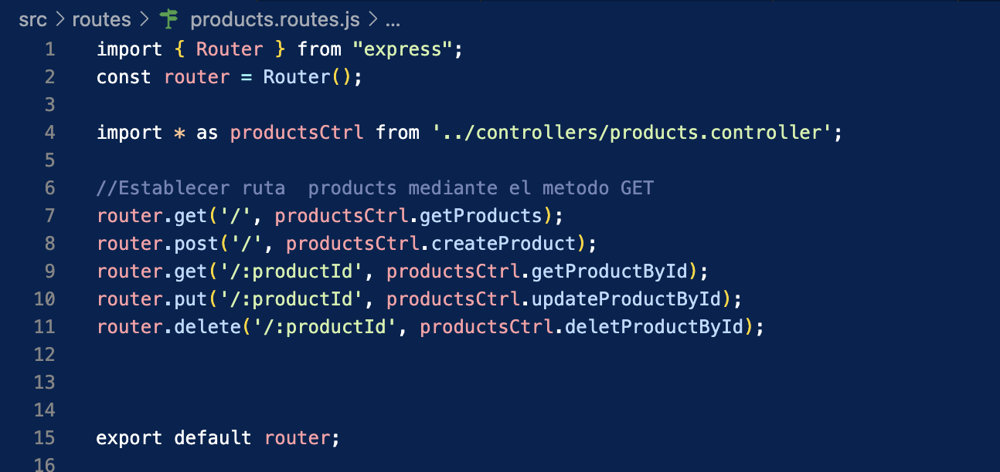 src > routes > products.routes.js > ...
1 import { Router } from "express";
2 const router = Router();
3
4 import * as productsCtrl from '../controllers/products.controller';
5
6 //Establecer ruta  products mediante el metodo GET
7 router.get('/', productsCtrl.getProducts);
8 router.post('/', productsCtrl.createProduct);
9 router.get('/:productId', productsCtrl.getProductById);
10 router.put('/:productId', productsCtrl.updateProductById);
11 router.delete('/:productId', productsCtrl.deletProductById);
12
13
14
15 export default router;
16